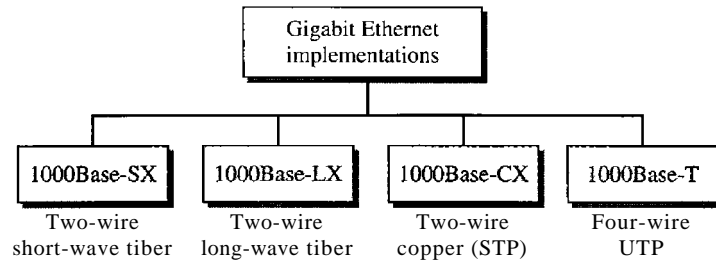 Gigabit Ethernet
implementations
1000Base-SX
1000Base-LX
1000Base-CX
1000Base-T
Two-wire
short-wave tiber
Two-wire
long-wave tiber
Two-wire
copper (STP)
Four-wire
UTP